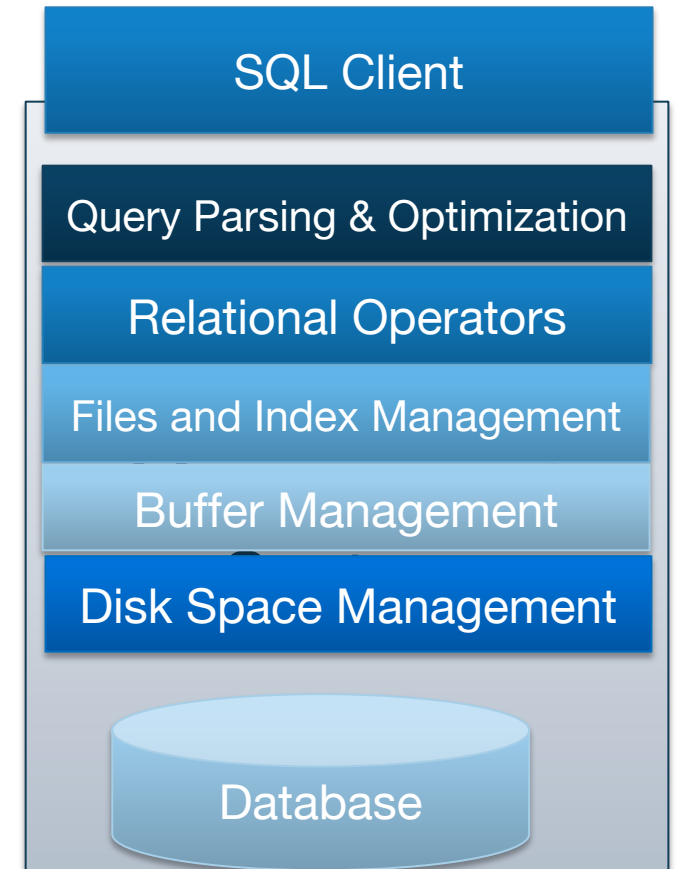 SQL Client
Query Parsing & Optimization
Relational Operators
Files and Index Management
Buffer Management
Disk Space Management
Database